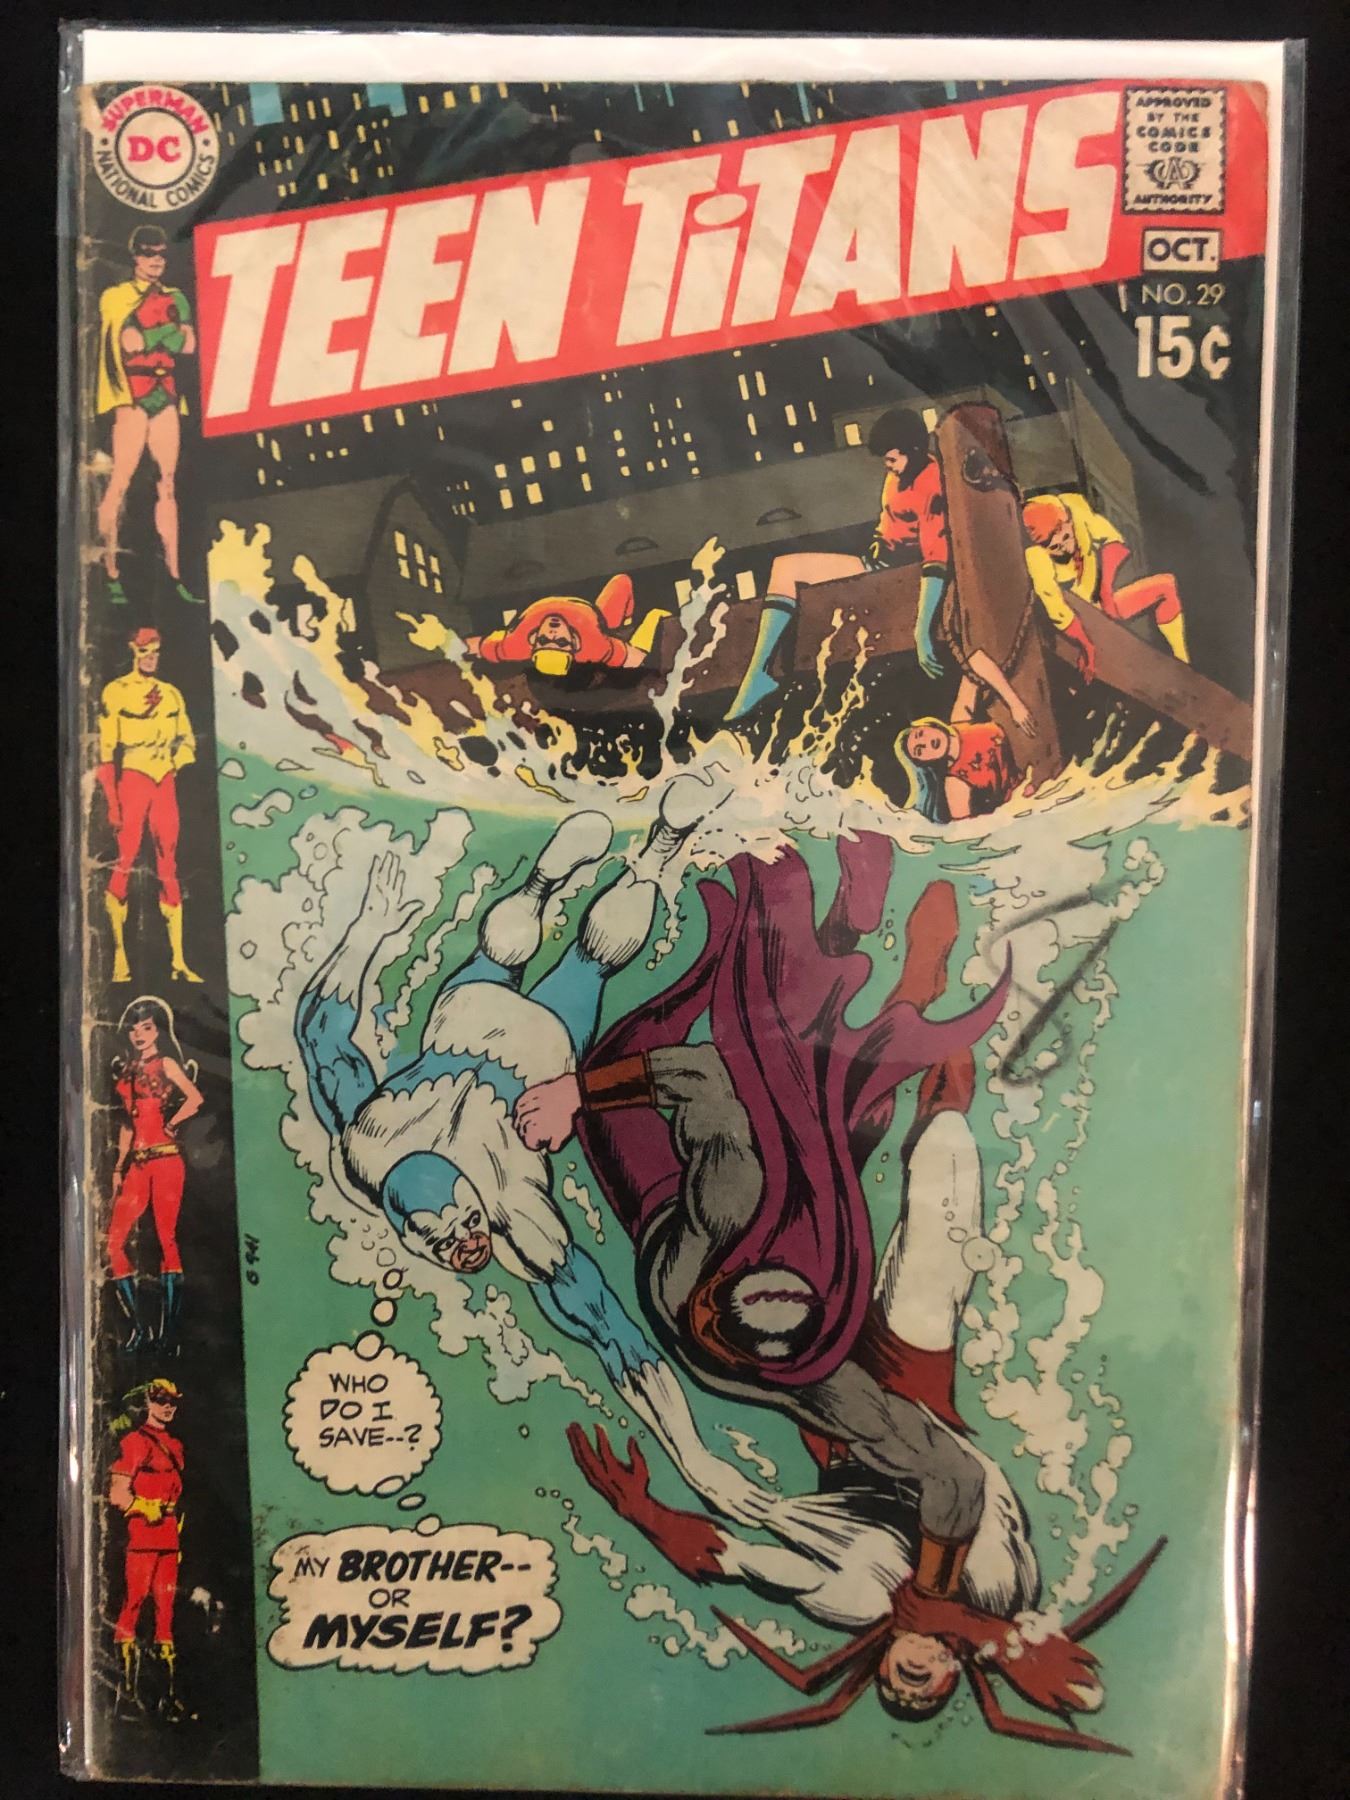 SUPERMAN
DC
NATIONAL COMICS
TEEN TiTANS
APPROVED
BY THE
COMICS
CODE
CA
AUTHORITY
OCT.
NO. 29
15¢
WHO
DO I
SAVE--?
MY BROTHER--
OR
MYSELF?